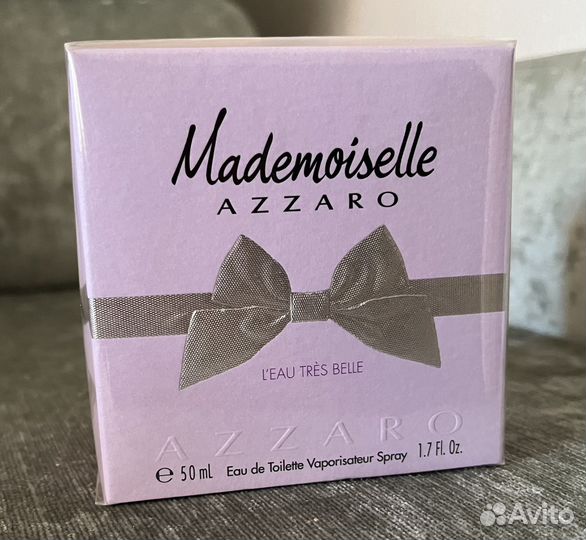 Mademoiselle
AZZARO
L'EAU TRÈS BELLE
AZZARO
e 50 mL Eau de Toilette Vaporisateur Spray 1.7 Fl. Oz.
Avito